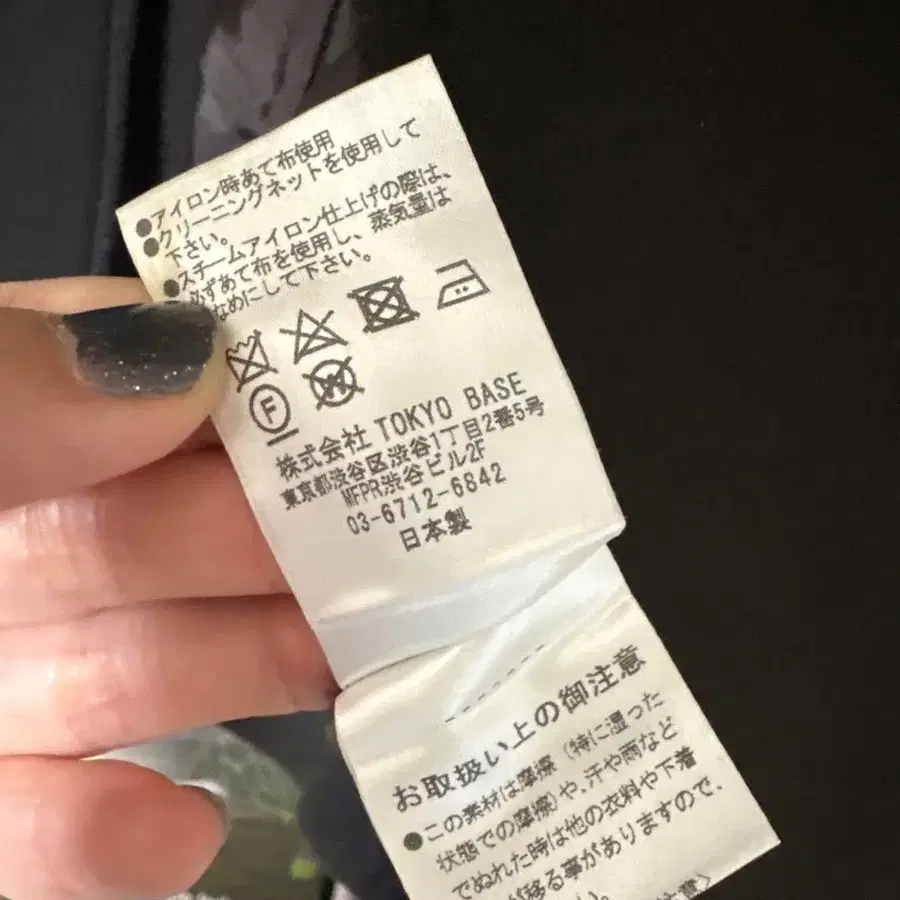 ●アイロン時あて布使用
●クリーニングネットを使用して
下さい。
●スチームアイロン仕上げの際は、
必ずあて布を使用し、蒸気量は
なめにして下さい。
F
W
株式会社 TOKYO BASE
東京都渋谷区渋谷1丁目2番5号
MFPR渋谷ビル2F
03-6712-6842
日本製
お取扱い上の御注意
●この素材は摩擦（特に湿った
状態での摩擦）や、汗や雨など
でぬれた時は他の衣料や下着
が移る事がありますので、
い。
注意＞